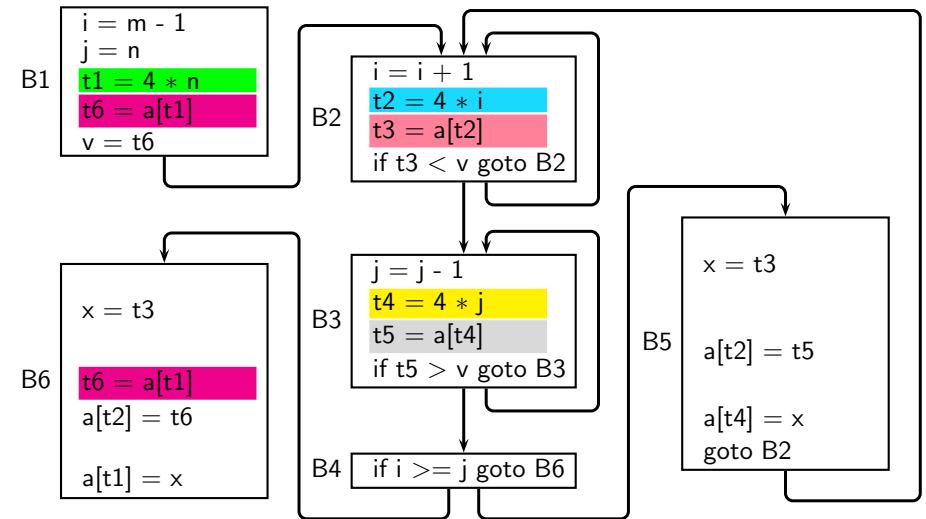 B1
i = m - 1
j = n
t1 = 4 * n
t6 = a[t1]
v = t6
B2
i = i + 1
t2 = 4 * i
t3 = a[t2]
if t3 < v goto B2
B3
j = j - 1
t4 = 4 * j
t5 = a[t4]
if t5 > v goto B3
B4
if i >= j goto B6
B5
x = t3
a[t2] = t5
a[t4] = x
goto B2
B6
x = t3
t6 = a[t1]
a[t2] = t6
a[t1] = x